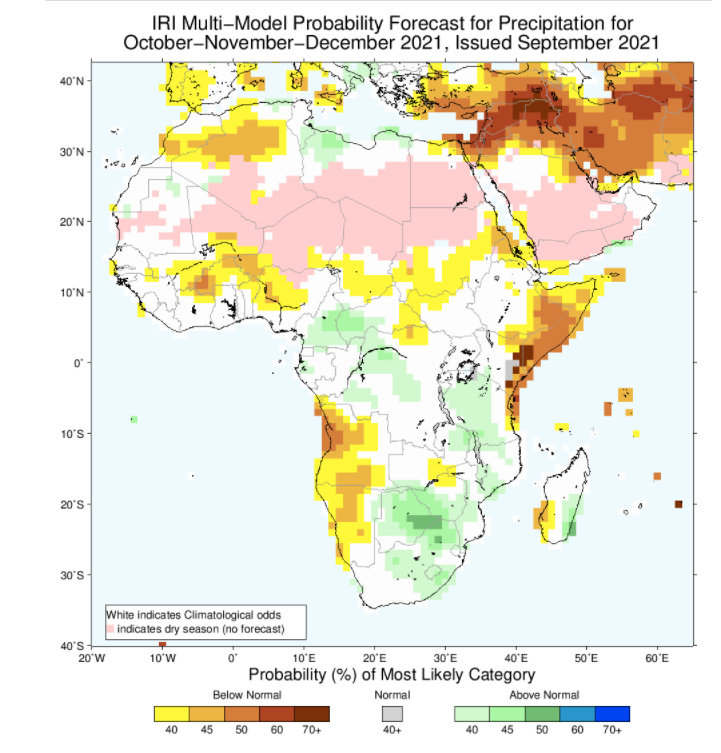 IRI Multi−Model Probability Forecast for Precipitation for
October−November−December 2021, Issued September 2021
40˚N
30˚N
20˚N
10˚N
0˚
10˚S
20˚S
30˚S
40˚S
White indicates Climatological odds
indicates dry season (no forecast)
20˚W 10˚W 0˚ 10˚E 20˚E 30˚E 40˚E 50˚E 60˚E
Probability (%) of Most Likely Category
Below Normal Normal Above Normal
40 45 50 60 70+ 40+ 40 45 50 60 70+